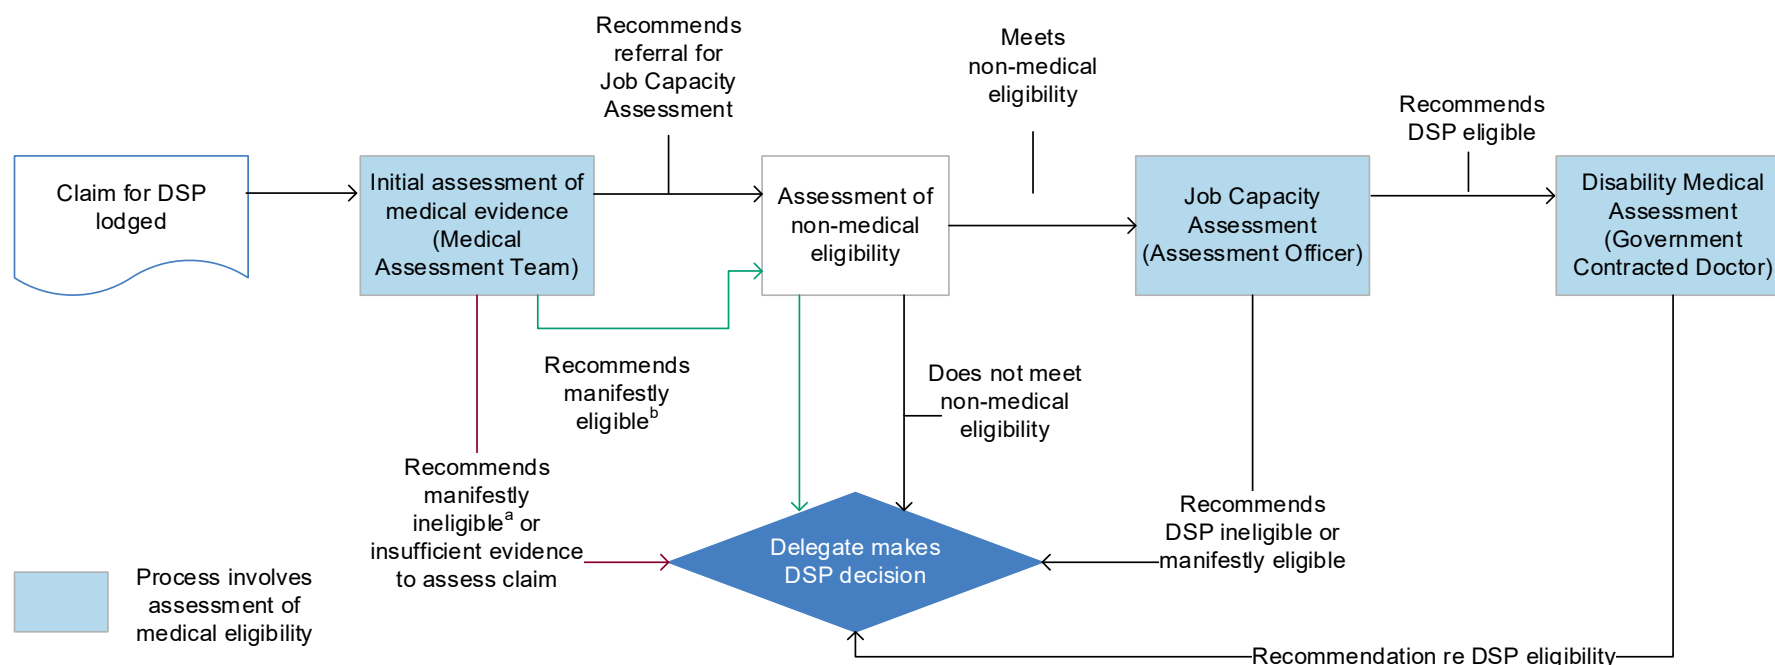 Recommends
referral for
Job Capacity
Assessment
Meets
non-medical
eligibility
Recommends
DSP eligible
Claim for DSP
lodged
Initial assessment of
medical evidence
(Medical
Assessment Team)
Assessment of
non-medical
eligibility
Job Capacity
Assessment
(Assessment Officer)
Disability Medical
Assessment
(Government
Contracted Doctor)
Recommends
manifestly
eligibleb
Does not meet
non-medical
eligibility
Recommends
manifestly
ineligiblea or
insufficient evidence
to assess claim
Delegate makes
DSP decision
Recommends
DSP ineligible or
manifestly eligible
Process involves
assessment of
medical eligibility
Recommendation re DSP eligibility